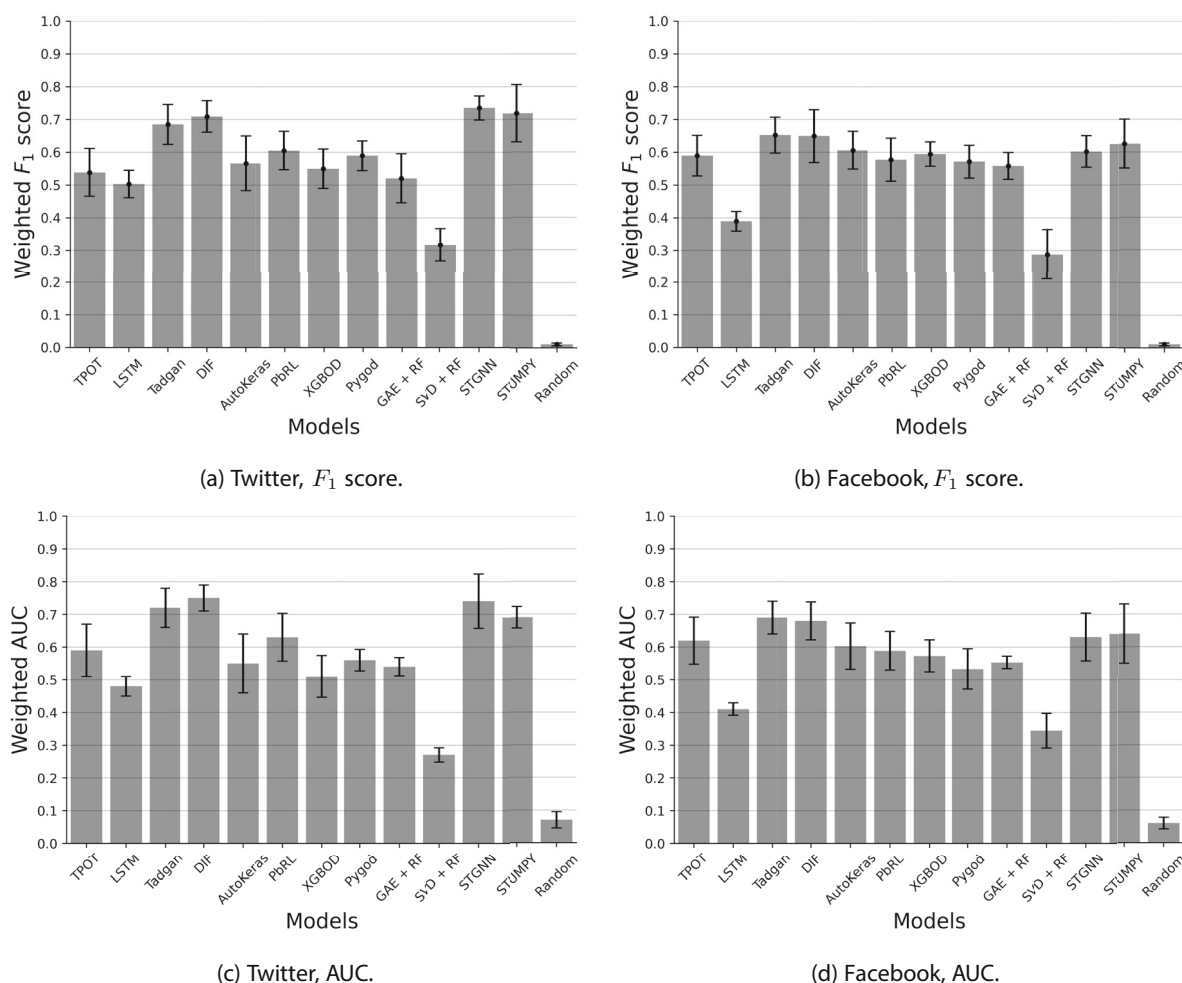 1.0
0.9
0.8
0.7
0.6
0.5
0.4
0.3
0.2
0.1
0.0
Weighted F1 score
TPOT
LSTM
Tadgan
DIF
AutoKeras
PbRL
XGBOD
Pygod
GAE + RF
SVD + RF
STGNN
STUMPY
Random
Models
(a) Twitter, F1 score.
1.0
0.9
0.8
0.7
0.6
0.5
0.4
0.3
0.2
0.1
0.0
Weighted F1 score
TPOT
LSTM
Tadgan
DIF
AutoKeras
PbRL
XGBOD
Pygod
GAE + RF
SVD + RF
STGNN
STUMPY
Random
Models
(b) Facebook, F1 score.
1.0
0.9
0.8
0.7
0.6
0.5
0.4
0.3
0.2
0.1
0.0
Weighted AUC
TPOT
LSTM
Tadgan
DIF
AutoKeras
PbRL
XGBOD
Pygod
GAE + RF
SVD + RF
STGNN
STUMPY
Random
Models
(c) Twitter, AUC.
1.0
0.9
0.8
0.7
0.6
0.5
0.4
0.3
0.2
0.1
0.0
Weighted AUC
TPOT
LSTM
Tadgan
DIF
AutoKeras
PbRL
XGBOD
Pygod
GAE + RF
SVD + RF
STGNN
STUMPY
Random
Models
(d) Facebook, AUC.